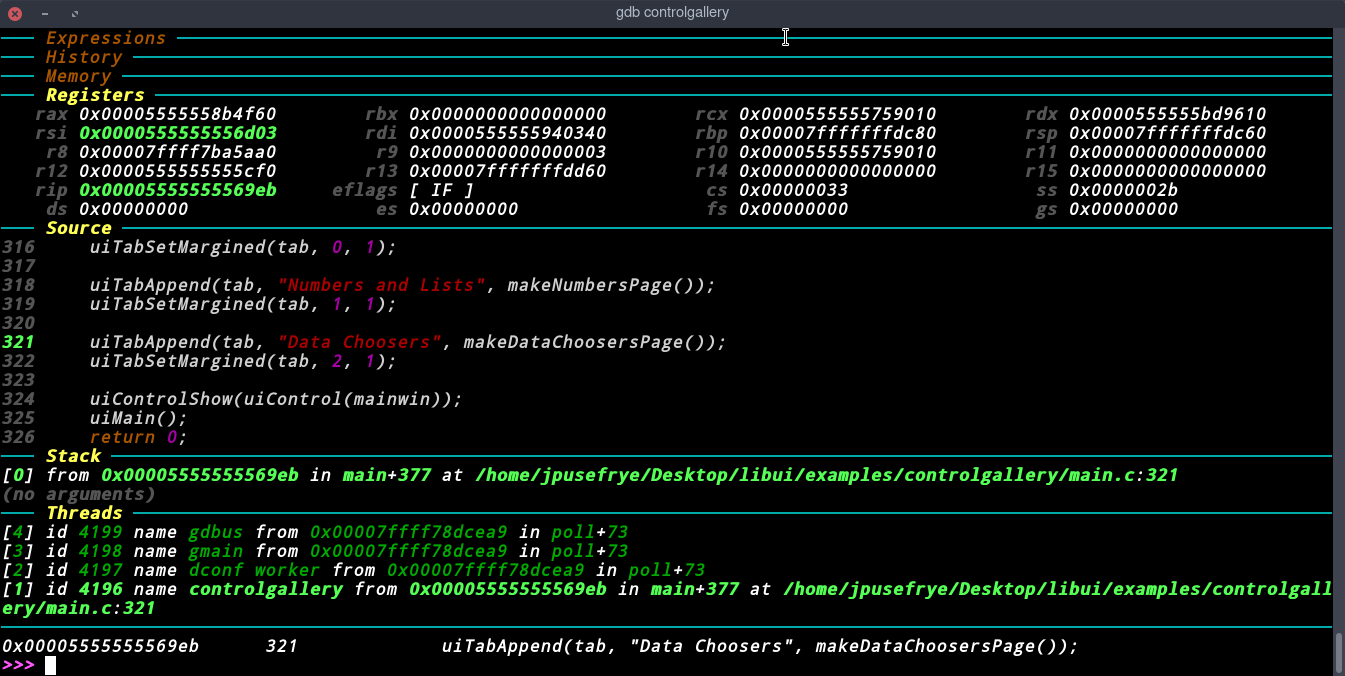 gdb controlgallery
Expressions
History
Memory
Registers
rax 0x00005555558b4f60 rbx 0x0000000000000000 rcx 0x0000555555759010 rdx 0x0000555555bd9610
rsi 0x0000555555556d03 rdi 0x0000555555940340 rbp 0x00007fffffffdc80 rsp 0x00007fffffffdc60
r8 0x00007ffff7ba5aa0 r9 0x0000000000000003 r10 0x0000555555759010 r11 0x0000000000000000
r12 0x0000555555555cf0 r13 0x00007fffffffdd60 r14 0x0000000000000000 r15 0x0000000000000000
rip 0x00005555555569eb eflags [ IF ] cs 0x00000033 ss 0x0000002b
ds 0x00000000 es 0x00000000 fs 0x00000000 gs 0x00000000
Source
316 uiTabSetMargined(tab, 0, 1);
317
318 uiTabAppend(tab, "Numbers and Lists", makeNumbersPage());
319 uiTabSetMargined(tab, 1, 1);
320
321 uiTabAppend(tab, "Data Choosers", makeDataChoosersPage());
322 uiTabSetMargined(tab, 2, 1);
323
324 uiControlShow(uiControl(mainwin));
325 uiMain();
326 return 0;
Stack
[0] from 0x00005555555569eb in main+377 at /home/jpusefrye/Desktop/libui/examples/controlgallery/main.c:321
(no arguments)
Threads
[4] id 4199 name gdbus from 0x00007ffff78dcea9 in poll+73
[3] id 4198 name gmain from 0x00007ffff78dcea9 in poll+73
[2] id 4197 name dconf worker from 0x00007ffff78dcea9 in poll+73
[1] id 4196 name controlgallery from 0x00005555555569eb in main+377 at /home/jpusefrye/Desktop/libui/examples/controlgall
ery/main.c:321
0x00005555555569eb 321 uiTabAppend(tab, "Data Choosers", makeDataChoosersPage());
>>>